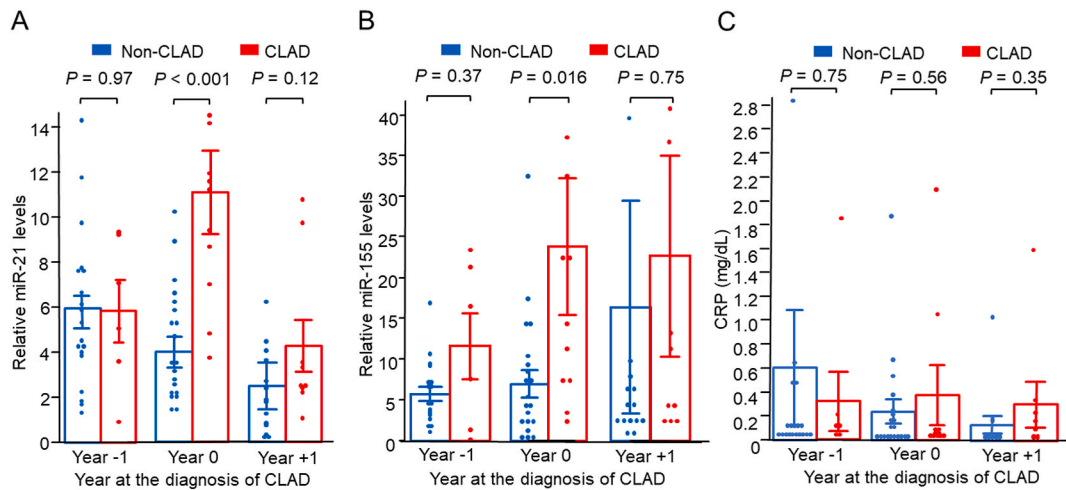 A
Non-CLAD CLAD
P = 0.97 P < 0.001 P = 0.12
Relative miR-21 levels
14
12
10
8
6
4
2
0
Year -1 Year 0 Year +1
Year at the diagnosis of CLAD
B
Non-CLAD CLAD
P = 0.37 P = 0.016 P = 0.75
Relative miR-155 levels
40
35
30
25
20
15
10
5
0
Year -1 Year 0 Year +1
Year at the diagnosis of CLAD
C
Non-CLAD CLAD
P = 0.75 P = 0.56 P = 0.35
CRP (mg/dL)
2.8
2.6
2.4
2.2
2.0
1.8
1.6
1.4
1.2
1.0
0.8
0.6
0.4
0.2
0
Year -1 Year 0 Year +1
Year at the diagnosis of CLAD